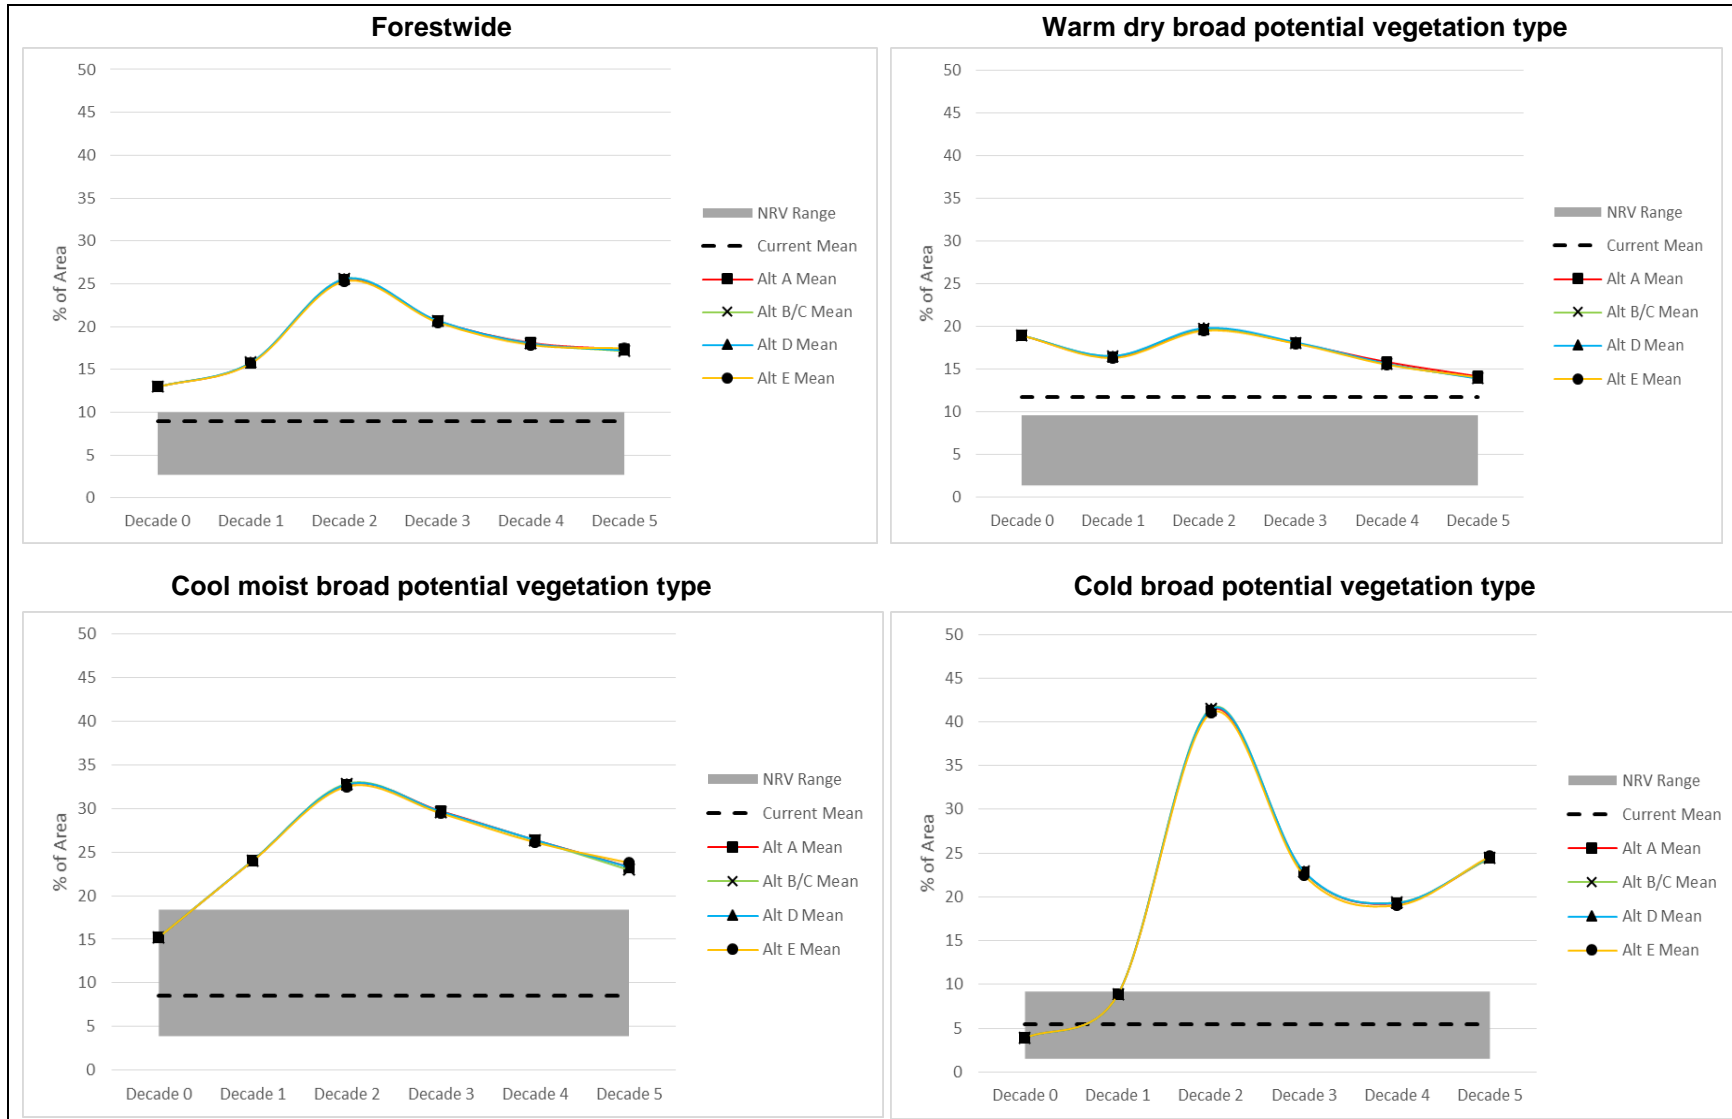 Forestwide
% of Area
50
45
40
35
30
25
20
15
10
5
0
Decade 0 Decade 1 Decade 2 Decade 3 Decade 4 Decade 5
NRV Range
Current Mean
Alt A Mean
Alt B/C Mean
Alt D Mean
Alt E Mean
Warm dry broad potential vegetation type
% of Area
50
45
40
35
30
25
20
15
10
5
0
Decade 0 Decade 1 Decade 2 Decade 3 Decade 4 Decade 5
NRV Range
Current Mean
Alt A Mean
Alt B/C Mean
Alt D Mean
Alt E Mean
Cool moist broad potential vegetation type
% of Area
50
45
40
35
30
25
20
15
10
5
0
Decade 0 Decade 1 Decade 2 Decade 3 Decade 4 Decade 5
NRV Range
Current Mean
Alt A Mean
Alt B/C Mean
Alt D Mean
Alt E Mean
Cold broad potential vegetation type
% of Area
50
45
40
35
30
25
20
15
10
5
0
Decade 0 Decade 1 Decade 2 Decade 3 Decade 4 Decade 5
NRV Range
Current Mean
Alt A Mean
Alt B/C Mean
Alt D Mean
Alt E Mean